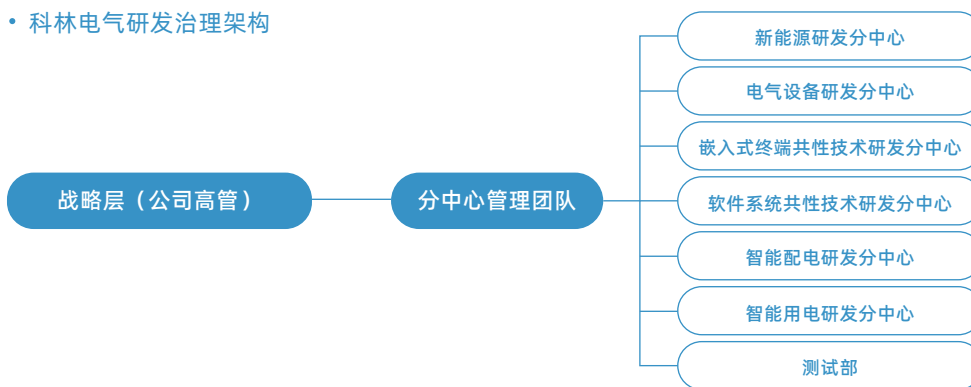 • 科林电气研发治理架构
战略层（公司高管）
分中心管理团队
新能源研发分中心
电气设备研发分中心
嵌入式终端共性技术研发分中心
软件系统共性技术研发分中心
智能配电研发分中心
智能用电研发分中心
测试部